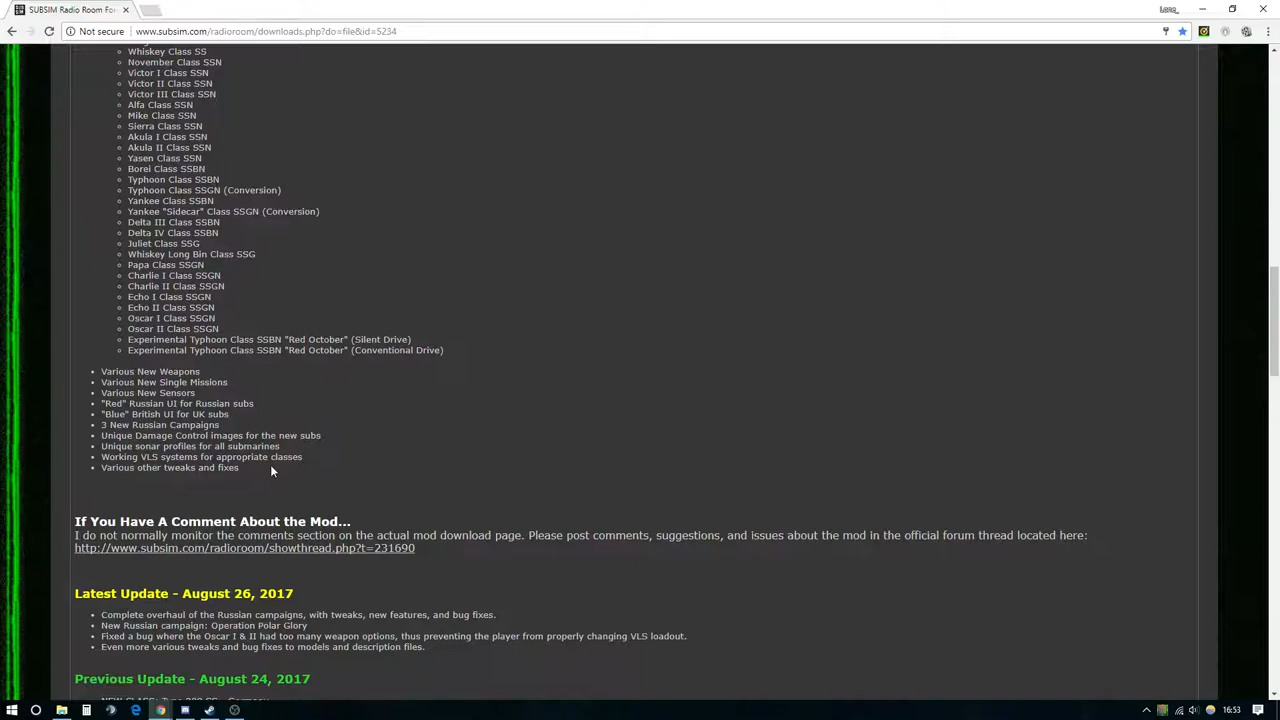 SUBSIM Radio Room For
Not secure
www.subsim.com/radioroom/downloads.php?do=file&id=5234
Whiskey Class SS
November Class SSN
Victor I Class SSN
Victor II Class SSN
Victor III Class SSN
Alfa Class SSN
Mike Class SSN
Sierra Class SSN
Akula I Class SSN
Akula II Class SSN
Yasen Class SSN
Borei Class SSBN
Typhoon Class SSBN
Typhoon Class SSGN (Conversion)
Yankee Class SSBN
Yankee "Sidecar" Class SSGN (Conversion)
Delta III Class SSBN
Delta IV Class SSBN
Juliet Class SSG
Whiskey Long Bin Class SSG
Papa Class SSGN
Charlie I Class SSGN
Charlie II Class SSGN
Echo I Class SSGN
Echo II Class SSGN
Oscar I Class SSGN
Oscar II Class SSGN
Experimental Typhoon Class SSBN "Red October" (Silent Drive)
Experimental Typhoon Class SSBN "Red October" (Conventional Drive)
Various New Weapons
Various New Single Missions
Various New Sensors
"Red" Russian UI for Russian subs
"Blue" British UI for UK subs
3 New Russian Campaigns
Unique Damage Control images for the new subs
Unique sonar profiles for all submarines
Working VLS systems for appropriate classes
Various other tweaks and fixes
If You Have A Comment About the Mod...
I do not normally monitor the comments section on the actual mod download page. Please post comments, suggestions, and issues about the mod in the official forum thread located here:
http://www.subsim.com/radioroom/showthread.php?t=231690
Latest Update - August 26, 2017
Complete overhaul of the Russian campaigns, with tweaks, new features, and bug fixes.
New Russian campaign: Operation Polar Glory
Fixed a bug where the Oscar I & II had too many weapon options, thus preventing the player from properly changing VLS loadout.
Even more various tweaks and bug fixes to models and description files.
Previous Update - August 24, 2017
16:53